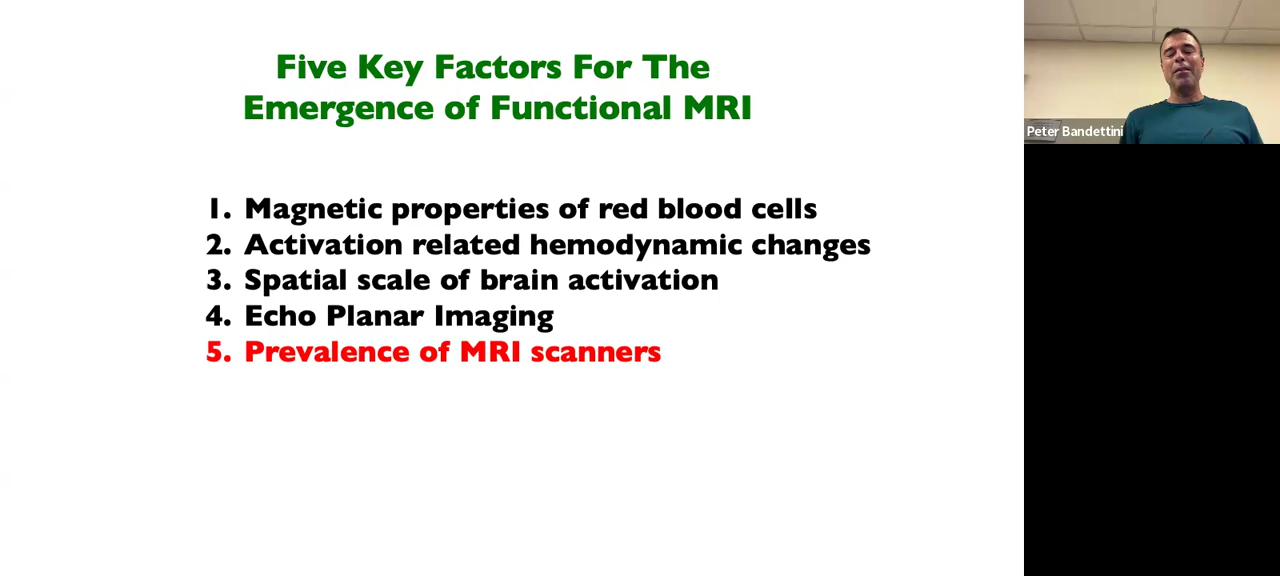 Five Key Factors For The
Emergence of Functional MRI
1. Magnetic properties of red blood cells
2. Activation related hemodynamic changes
3. Spatial scale of brain activation
4. Echo Planar Imaging
5. Prevalence of MRI scanners
Peter Bandettini